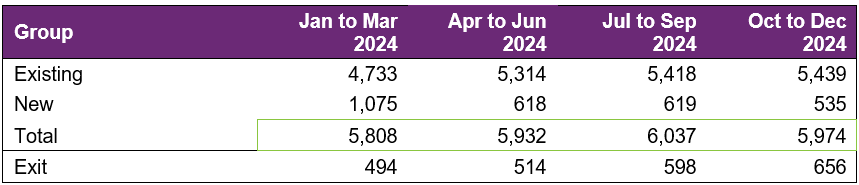 Group Jan to Mar 2024 Apr to Jun 2024 Jul to Sep 2024 Oct to Dec 2024
Existing 4,733 5,314 5,418 5,439
New 1,075 618 619 535
Total 5,808 5,932 6,037 5,974
Exit 494 514 598 656